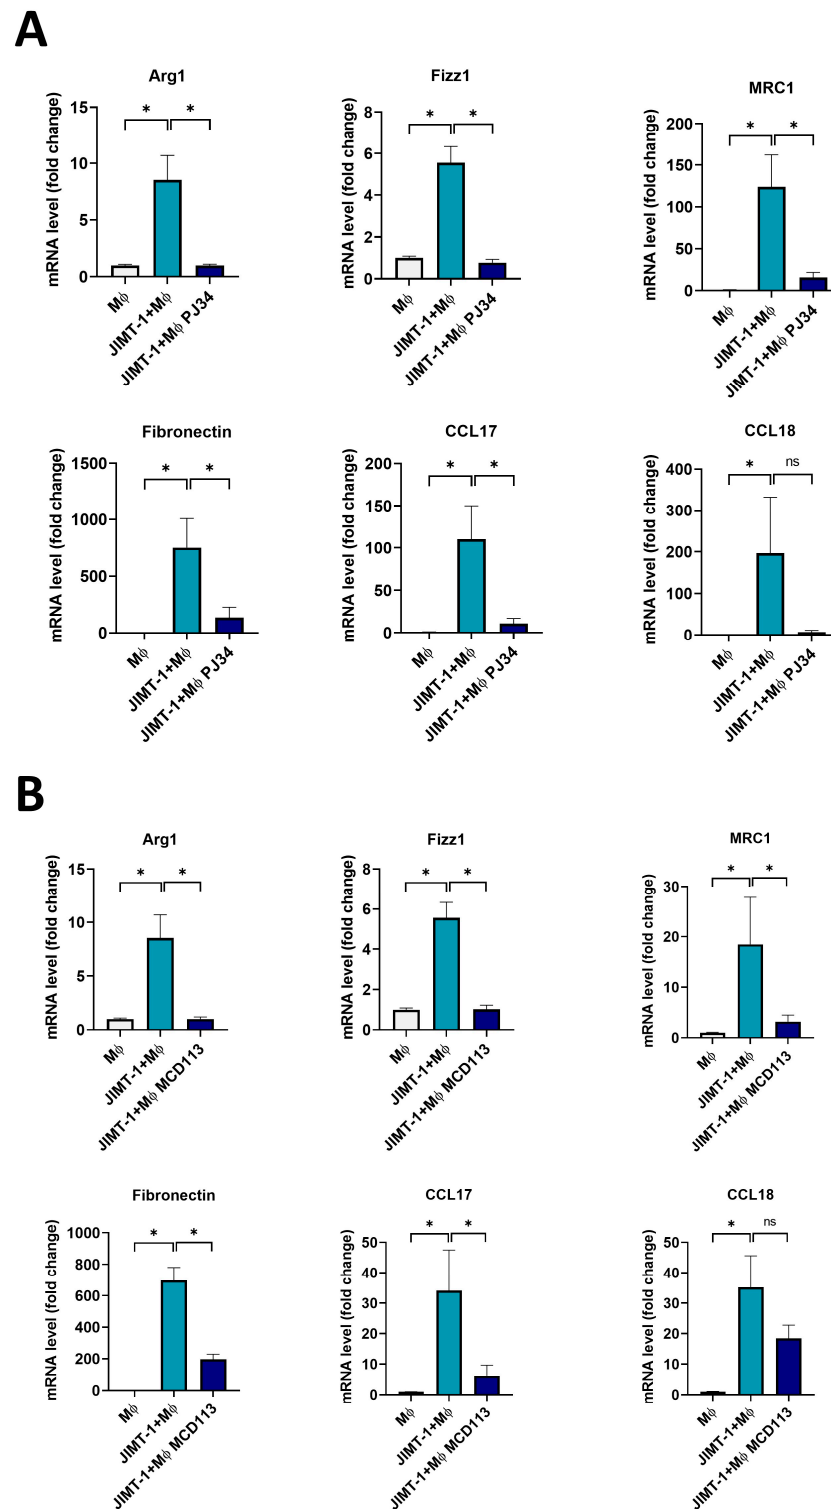 A
Arg1
mRNA level (fold change)
15
10
5
0
* *
Mϕ
JIMT-1+Mϕ
JIMT-1+Mϕ PJ34
Fizz1
mRNA level (fold change)
8
6
4
2
0
* *
Mϕ
JIMT-1+Mϕ
JIMT-1+Mϕ PJ34
MRC1
mRNA level (fold change)
200
150
100
50
0
* *
Mϕ
JIMT-1+Mϕ
JIMT-1+Mϕ PJ34
Fibronectin
mRNA level (fold change)
1500
1000
500
0
* *
Mϕ
JIMT-1+Mϕ
JIMT-1+Mϕ PJ34
CCL17
mRNA level (fold change)
200
150
100
50
0
* *
Mϕ
JIMT-1+Mϕ
JIMT-1+Mϕ PJ34
CCL18
mRNA level (fold change)
400
300
200
100
0
* ns
Mϕ
JIMT-1+Mϕ
JIMT-1+Mϕ PJ34
B
Arg1
mRNA level (fold change)
15
10
5
0
* *
Mϕ
JIMT-1+Mϕ
JIMT-1+Mϕ MCD113
Fizz1
mRNA level (fold change)
8
6
4
2
0
* *
Mϕ
JIMT-1+Mϕ
JIMT-1+Mϕ MCD113
MRC1
mRNA level (fold change)
30
20
10
0
* *
Mϕ
JIMT-1+Mϕ
JIMT-1+Mϕ MCD113
Fibronectin
mRNA level (fold change)
1000
800
600
400
200
0
* *
Mϕ
JIMT-1+Mϕ
JIMT-1+Mϕ MCD113
CCL17
mRNA level (fold change)
50
40
30
20
10
0
* *
Mϕ
JIMT-1+Mϕ
JIMT-1+Mϕ MCD113
CCL18
mRNA level (fold change)
50
40
30
20
10
0
* ns
Mϕ
JIMT-1+Mϕ
JIMT-1+Mϕ MCD113